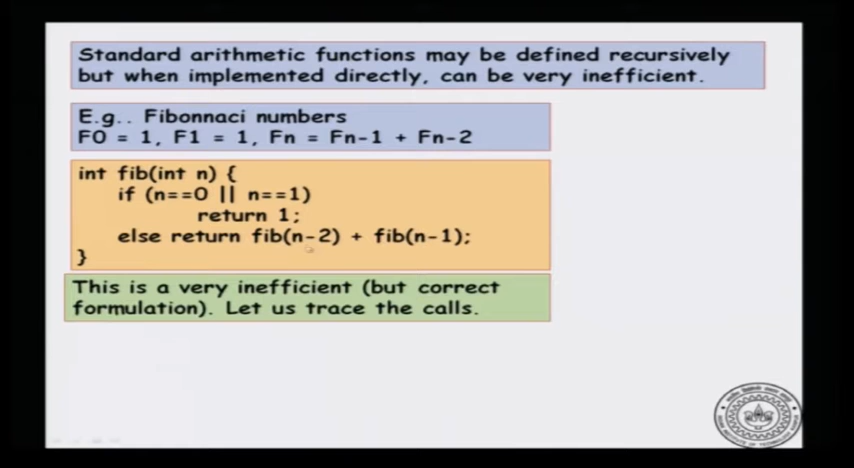 Standard arithmetic functions may be defined recursively
but when implemented directly, can be very inefficient.
E.g.. Fibonnaci numbers
F0 = 1, F1 = 1, Fn = Fn-1 + Fn-2
int fib(int n) {
if (n==0 || n==1)
return 1;
else return fib(n-2) + fib(n-1);
}
This is a very inefficient (but correct
formulation). Let us trace the calls.